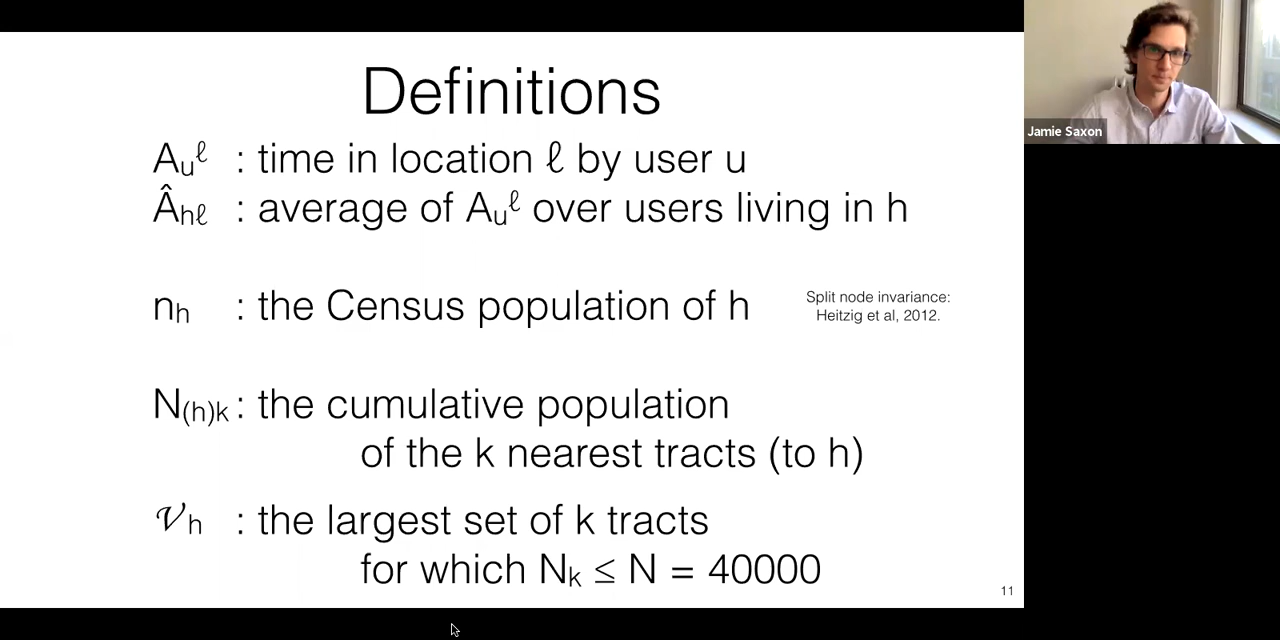 Definitions
Aᵤˡ : time in location ℓ by user u
Âₕℓ : average of Aᵤˡ over users living in h
nₕ : the Census population of h
Split node invariance:
Heitzig et al, 2012.
N₍ₕ₎ₖ : the cumulative population
of the k nearest tracts (to h)
𝒱ₕ : the largest set of k tracts
for which Nₖ ≤ N = 40000
11
Jamie Saxon